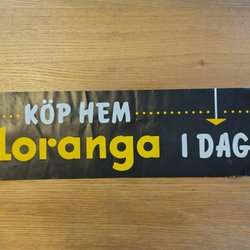 KÖP HEM
Loranga I DAG